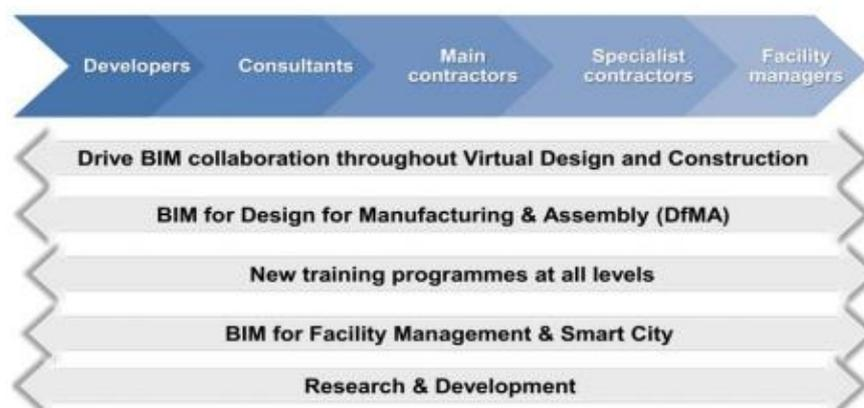 Developers
Consultants
Main
contractors
Specialist
contractors
Facility
managers
Drive BIM collaboration throughout Virtual Design and Construction
BIM for Design for Manufacturing & Assembly (DfMA)
New training programmes at all levels
BIM for Facility Management & Smart City
Research & Development